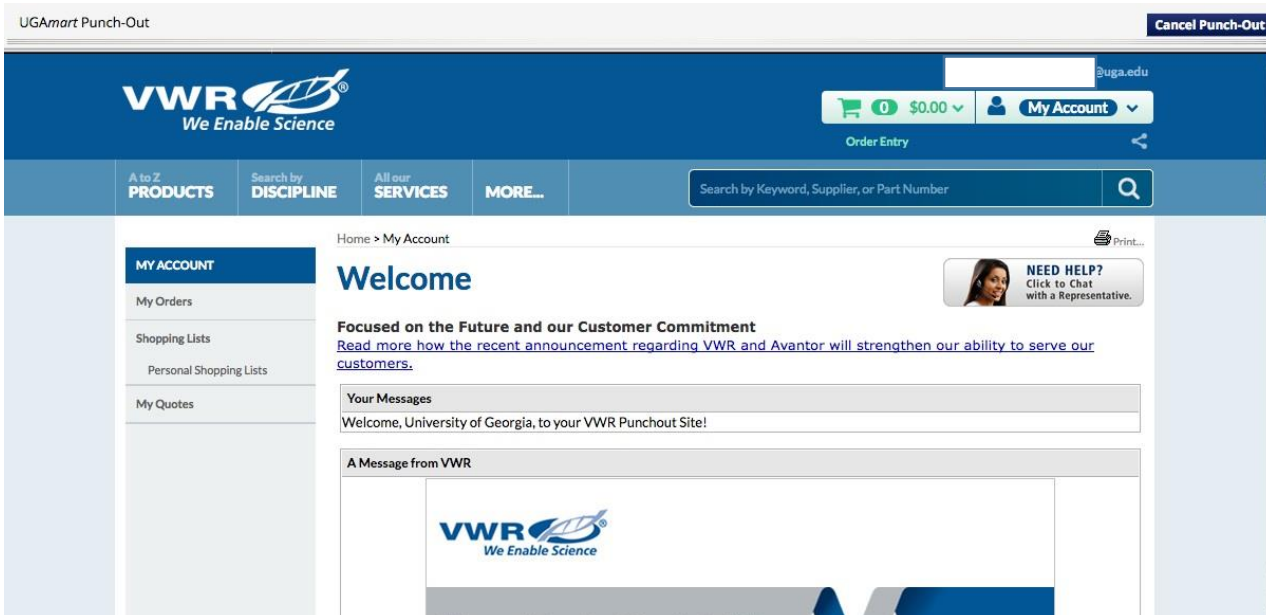 UGAmart Punch-Out
Cancel Punch-Out
@uga.edu
VWR®
We Enable Science
0 $0.00
My Account
Order Entry
A to Z
PRODUCTS
Search by
DISCIPLINE
All our
SERVICES
MORE...
Search by Keyword, Supplier, or Part Number
Home > My Account
Print...
MY ACCOUNT
My Orders
Shopping Lists
Personal Shopping Lists
My Quotes
Welcome
NEED HELP?
Click to Chat
with a Representative.
Focused on the Future and our Customer Commitment
Read more how the recent announcement regarding VWR and Avantor will strengthen our ability to serve our
customers.
Your Messages
Welcome, University of Georgia, to your VWR Punchout Site!
A Message from VWR
VWR®
We Enable Science